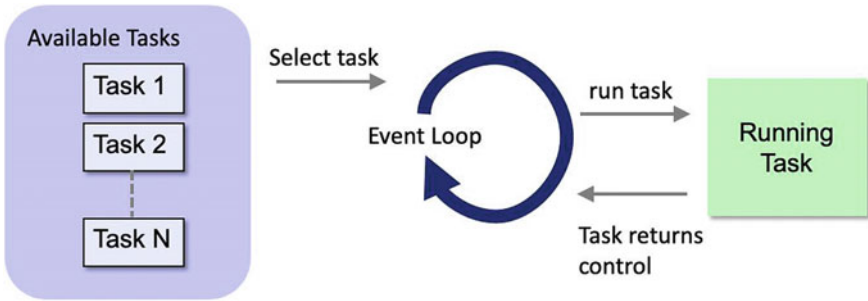 Available Tasks
Task 1
Task 2
Task N
Select task
Event Loop
run task
Task returns
control
Running
Task